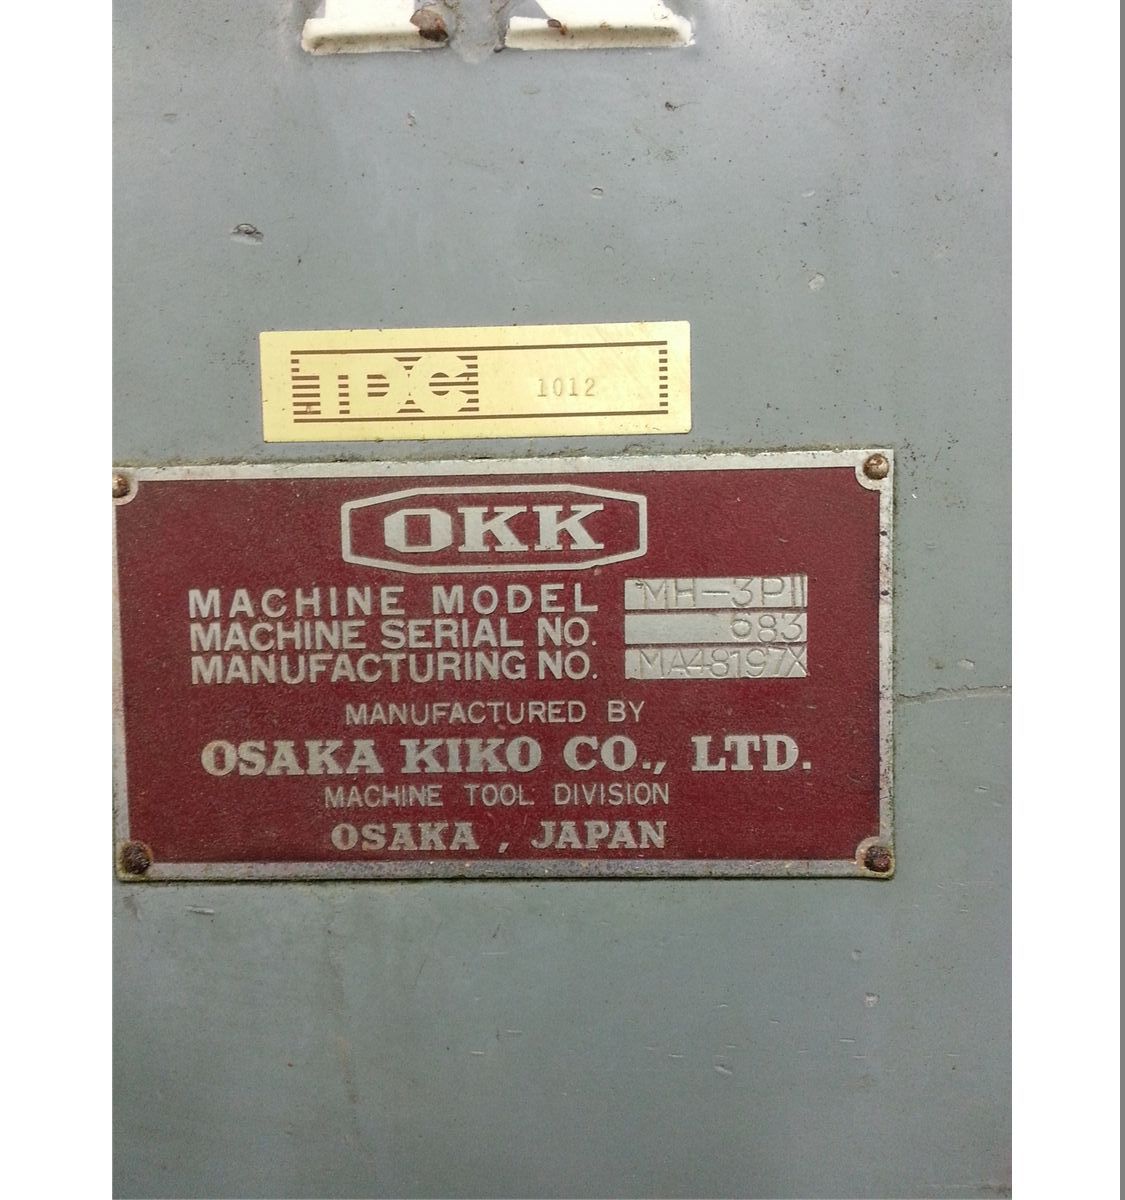 TDC 1012
OKK
MACHINE MODEL MH-3PII
MACHINE SERIAL NO. 683
MANUFACTURING NO. MA48197X
MANUFACTURED BY
OSAKA KIKO CO., LTD.
MACHINE TOOL DIVISION
OSAKA, JAPAN